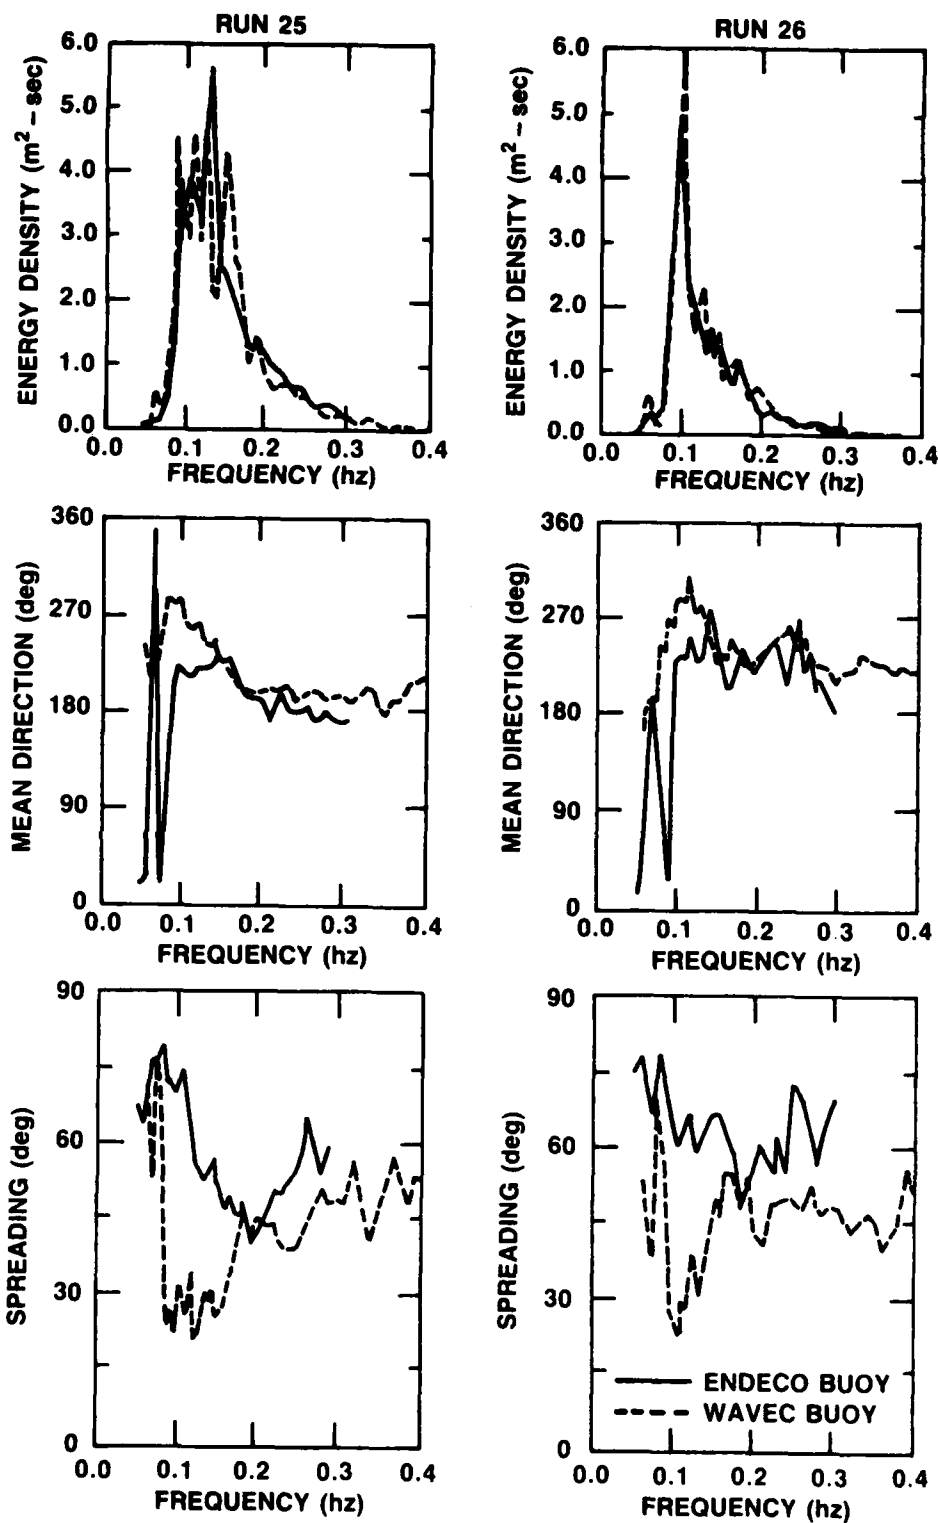 RUN 25
6.0
5.0
4.0
3.0
2.0
1.0
0.0
ENERGY DENSITY (m² – sec)
0.1 0.2 0.3 0.4
FREQUENCY (hz)
RUN 26
6.0
5.0
4.0
3.0
2.0
1.0
0.0
ENERGY DENSITY (m² – sec)
0.0 0.1 0.2 0.3 0.4
FREQUENCY (hz)
360
270
180
90
0
MEAN DIRECTION (deg)
0.0 0.1 0.2 0.3 0.4
FREQUENCY (hz)
360
270
180
90
0
MEAN DIRECTION (deg)
0.0 0.1 0.2 0.3 0.4
FREQUENCY (hz)
90
60
30
0
SPREADING (deg)
0.0 0.1 0.2 0.3 0.4
FREQUENCY (hz)
90
60
30
0
SPREADING (deg)
ENDECO BUOY
WAVEC BUOY
0.0 0.1 0.2 0.3 0.4
FREQUENCY (hz)